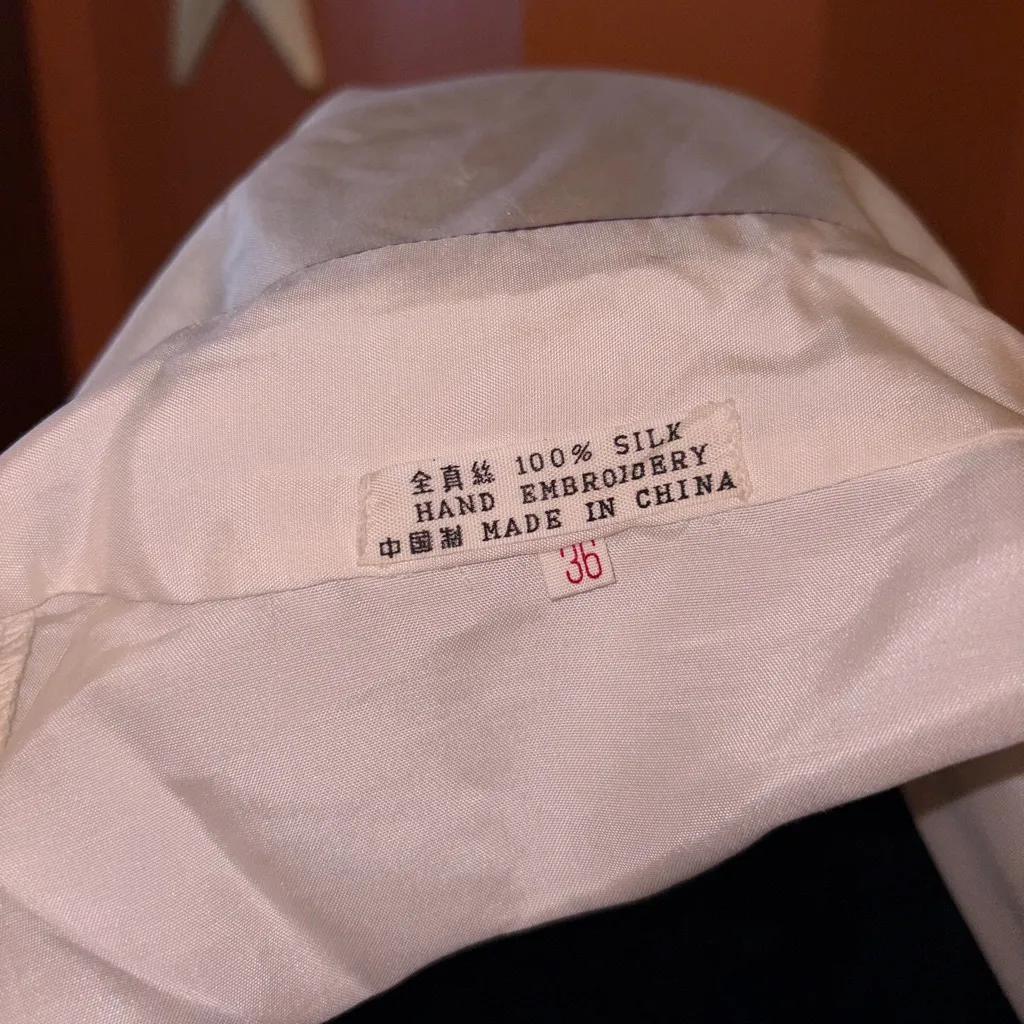 全真絲 100% SILK
HAND EMBROIDERY
中國制 MADE IN CHINA
36